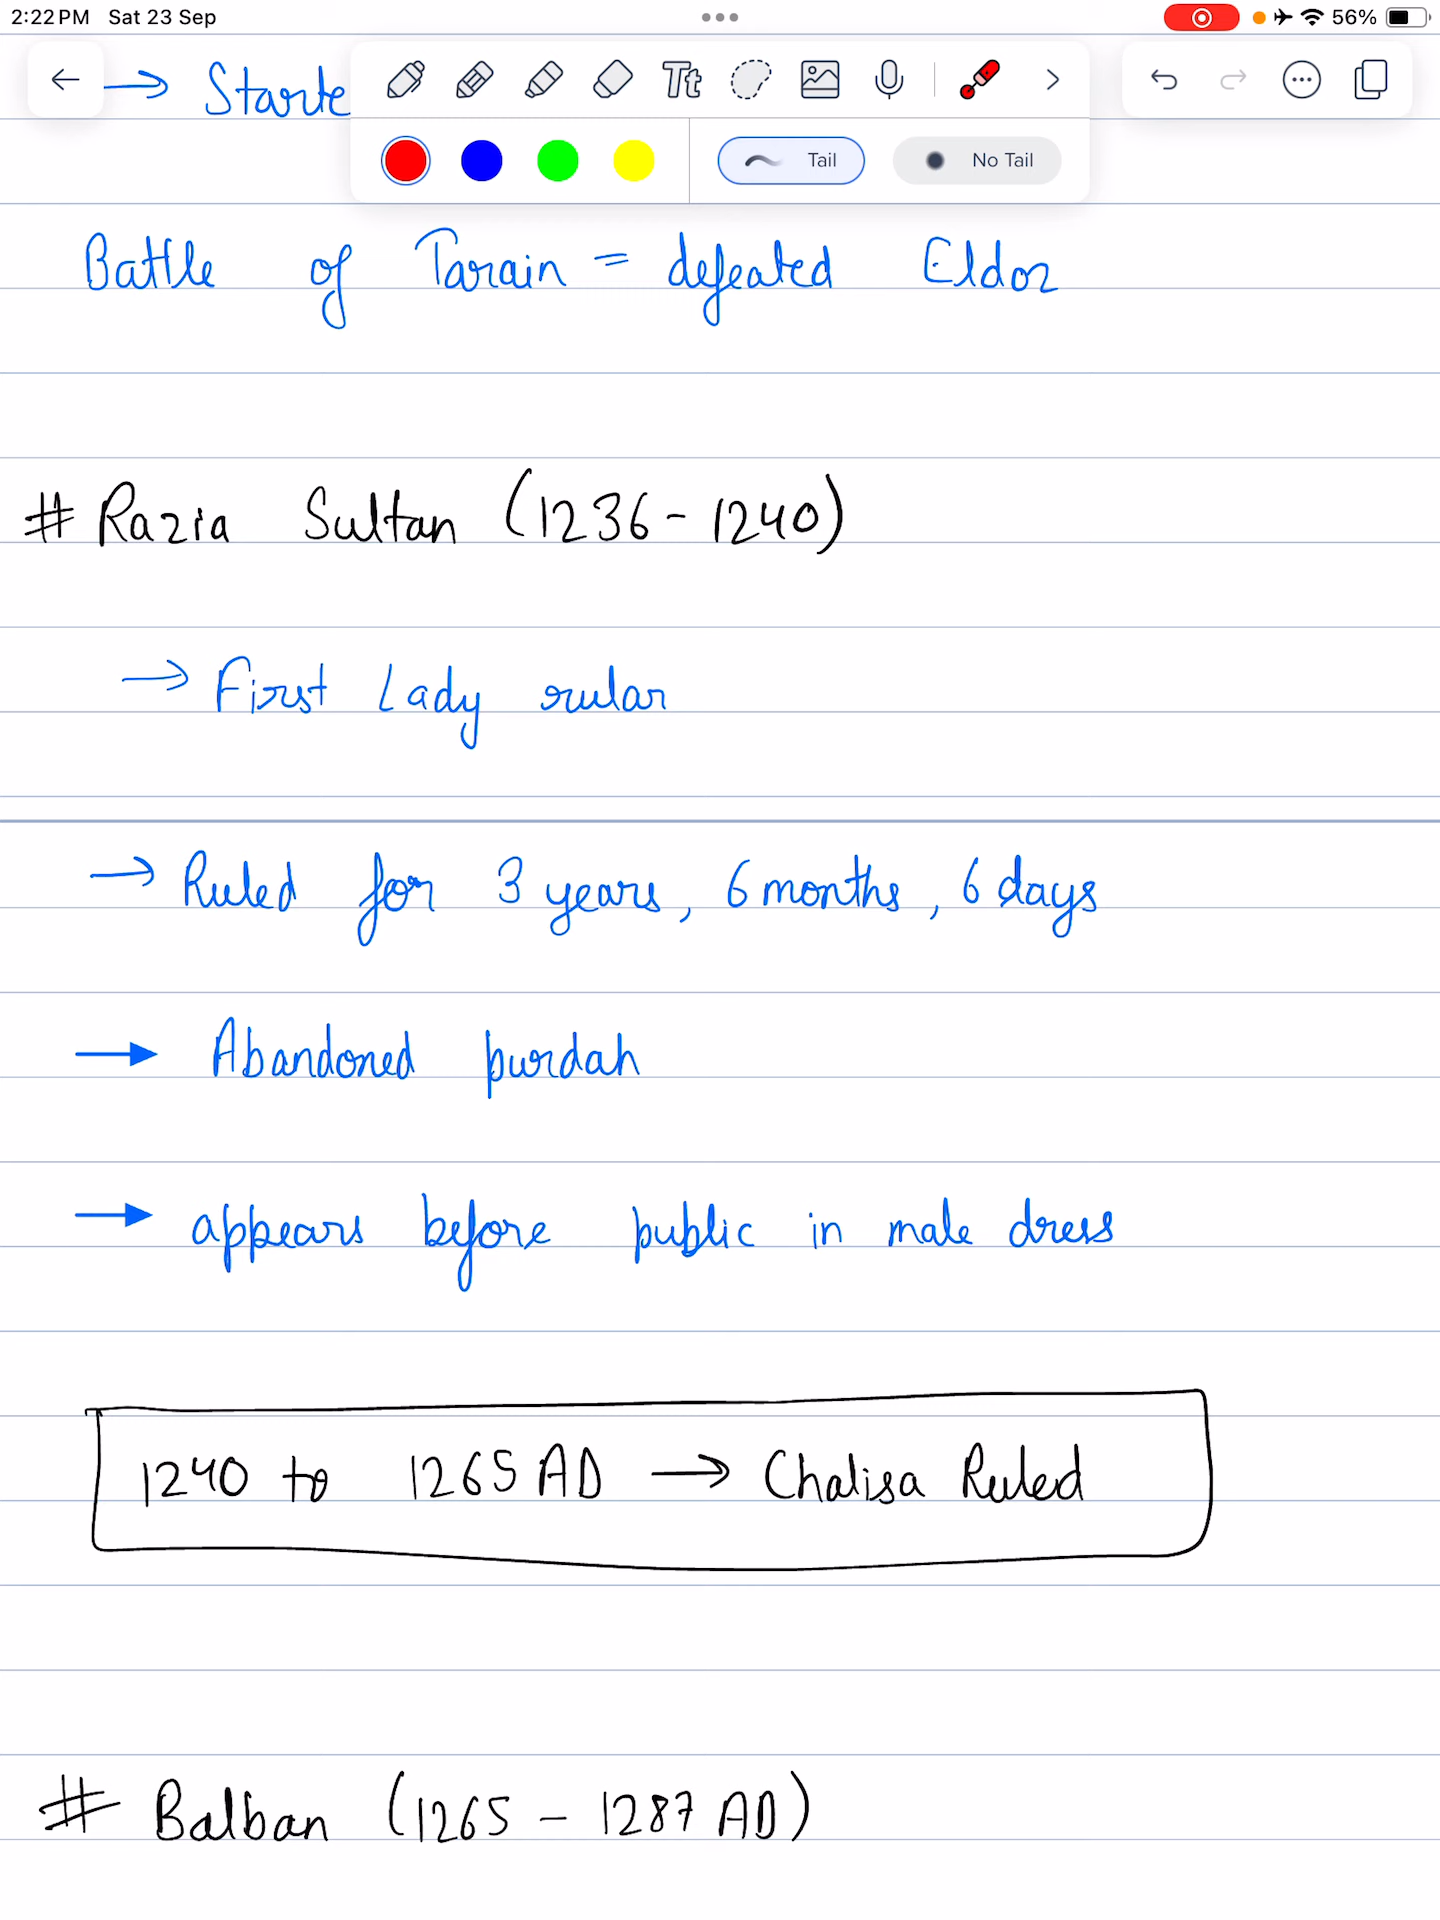 2:22 PM Sat 23 Sep 56%
→ Starte
Tt
Tail No Tail
Battle of Tarain = defeated Eldoz
# Razia Sultan (1236 - 1240)
→ First Lady rular
→ Ruled for 3 years, 6 months, 6 days
→ Abandoned purdah
→ appears before public in male dress
1240 to 1265 AD → Chalisa Ruled
# Balban (1265 - 1287 AD)